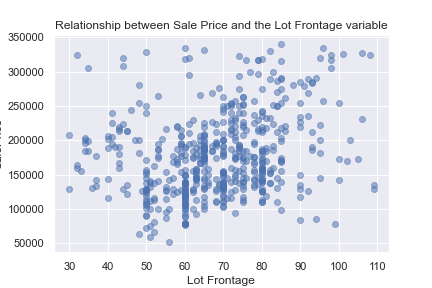 Relationship between Sale Price and the Lot Frontage variable
350000
300000
250000
200000
150000
100000
50000
30 40 50 60 70 80 90 100 110
Lot Frontage